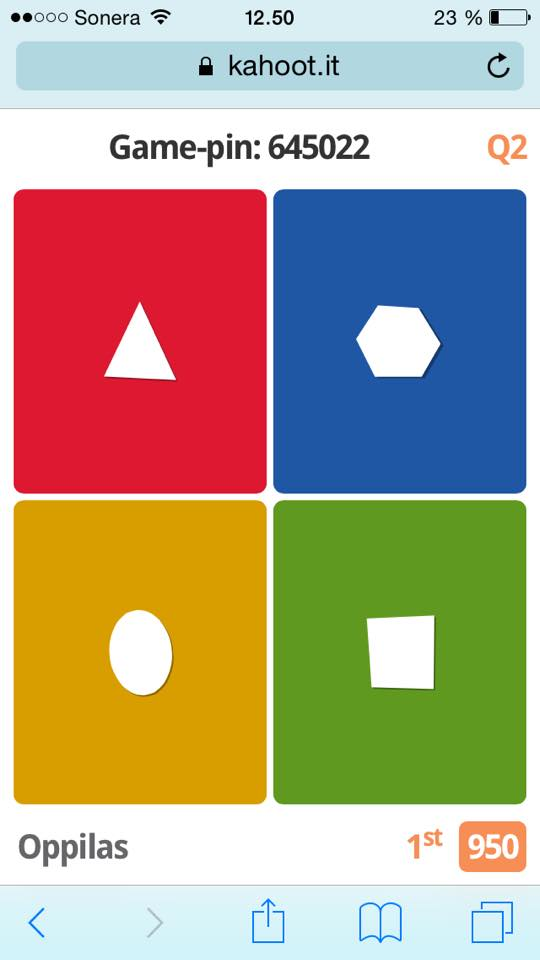 Sonera 12.50 23 %
kahoot.it
Game-pin: 645022 Q2
Oppilas 1st 950